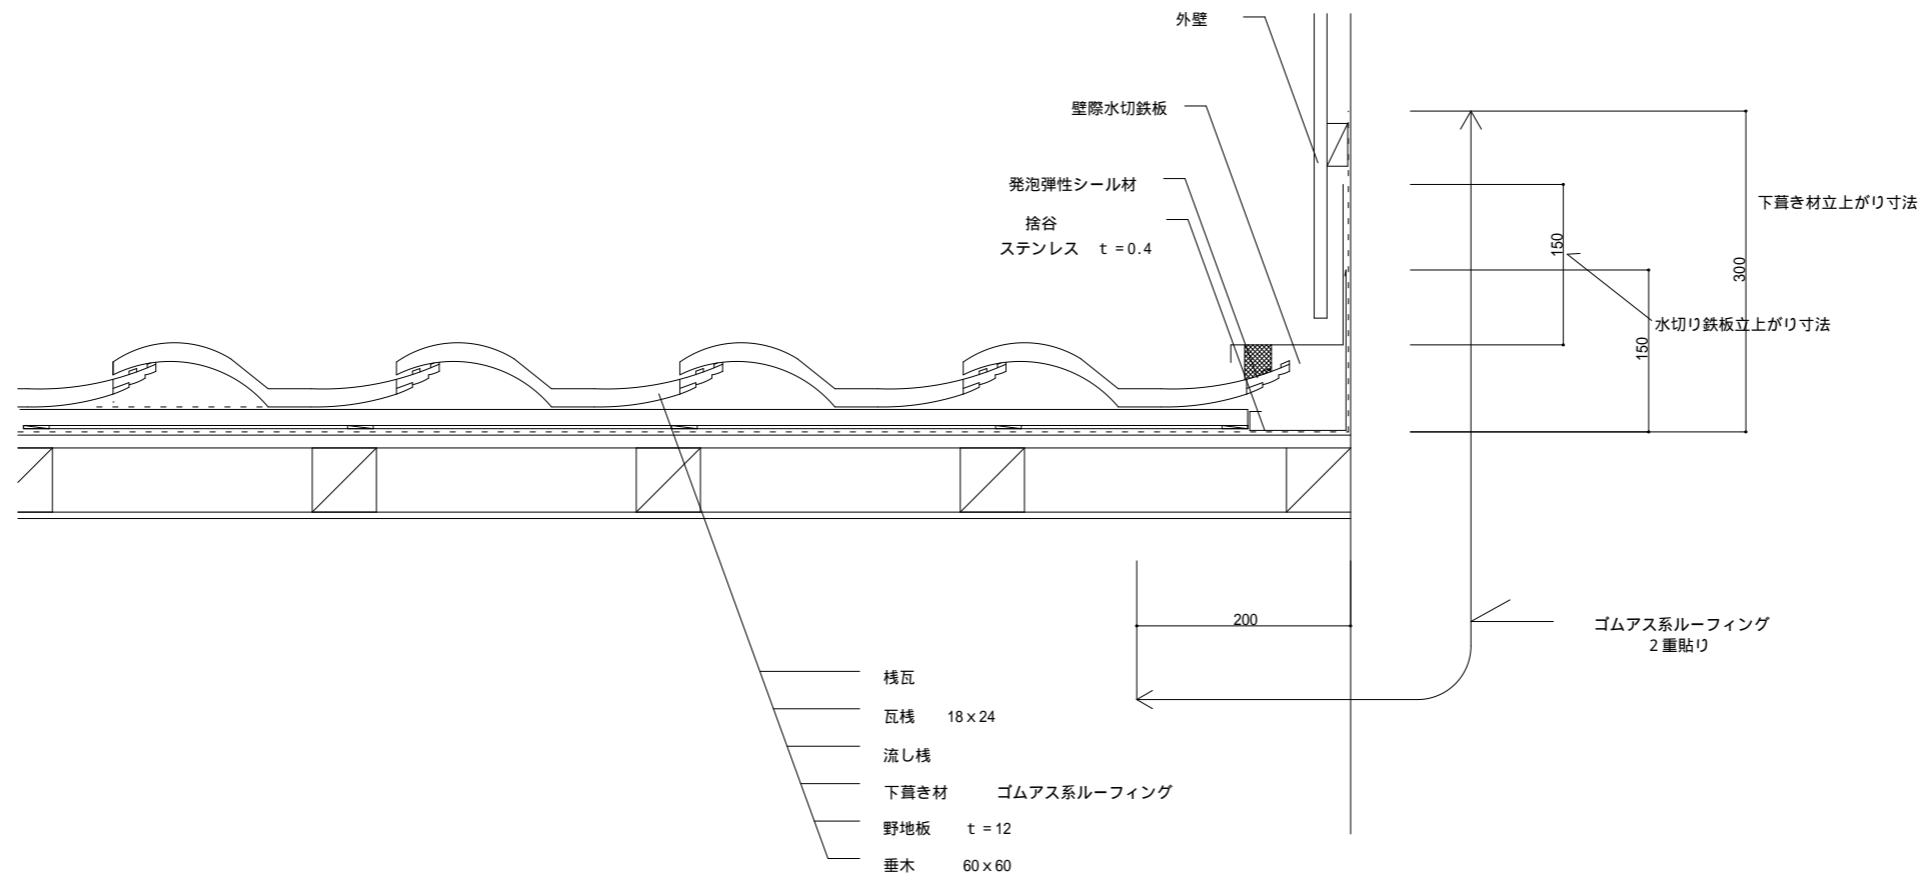 外壁
壁際水切鉄板
発泡弾性シール材
捨谷
ステンレス t=0.4
下葺き材立上がり寸法
150
300
水切り鉄板立上がり寸法
150
200
ゴムアス系ルーフィング
2重貼り
桟瓦
瓦桟 18x24
流し桟
下葺き材 ゴムアス系ルーフィング
野地板 t=12
垂木 60x60